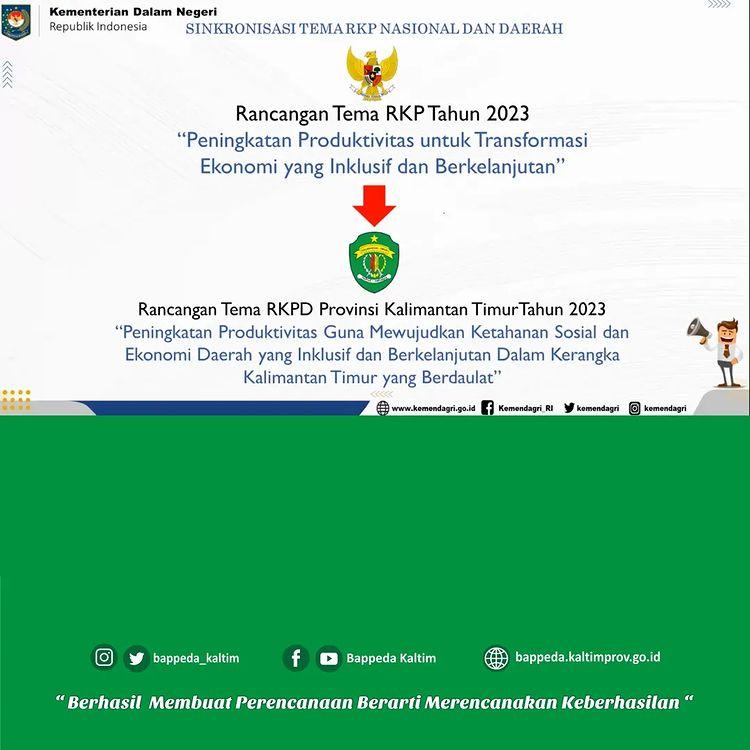 Kementerian Dalam Negeri
Republik Indonesia
SINKRONISASI TEMA RKP NASIONAL DAN DAERAH
Rancangan Tema RKP Tahun 2023
“Peningkatan Produktivitas untuk Transformasi
Ekonomi yang Inklusif dan Berkelanjutan”
Rancangan Tema RKPD Provinsi Kalimantan Timur Tahun 2023
“Peningkatan Produktivitas Guna Mewujudkan Ketahanan Sosial dan
Ekonomi Daerah yang Inklusif dan Berkelanjutan Dalam Kerangka
Kalimantan Timur yang Berdaulat”
www.kemendagri.go.id Kemendagri_RI kemendagri kemendagri
bappeda_kaltim Bappeda Kaltim bappeda.kaltimprov.go.id
“ Berhasil Membuat Perencanaan Berarti Merencanakan Keberhasilan “